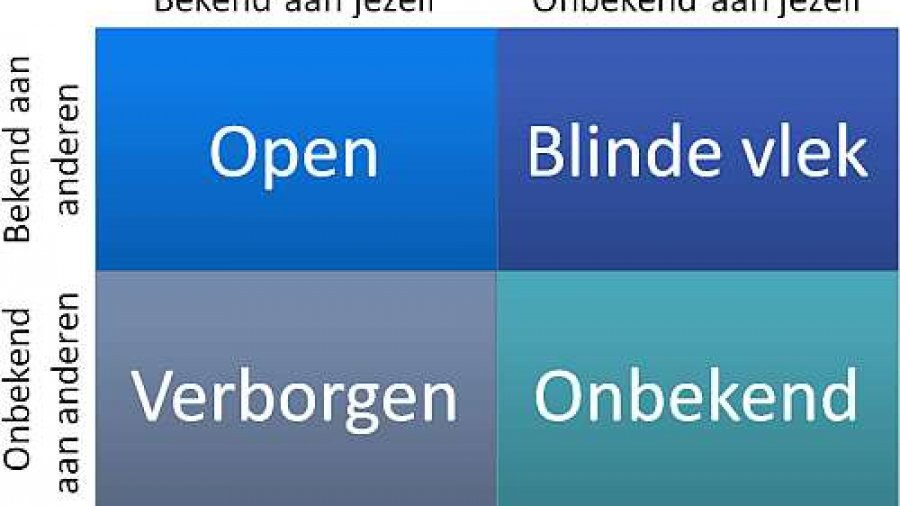 Bekend aan jezelf
Onbekend aan jezelf
Bekend aan
anderen
Open
Blinde vlek
Onbekend
aan anderen
Verborgen
Onbekend